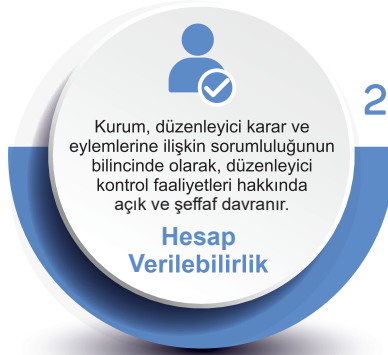 2
Kurum, düzenleyici karar ve
eylemlerine ilişkin sorumluluğunun
bilincinde olarak, düzenleyici
kontrol faaliyetleri hakkında
açık ve şeffaf davranır.
Hesap
Verilebilirlik